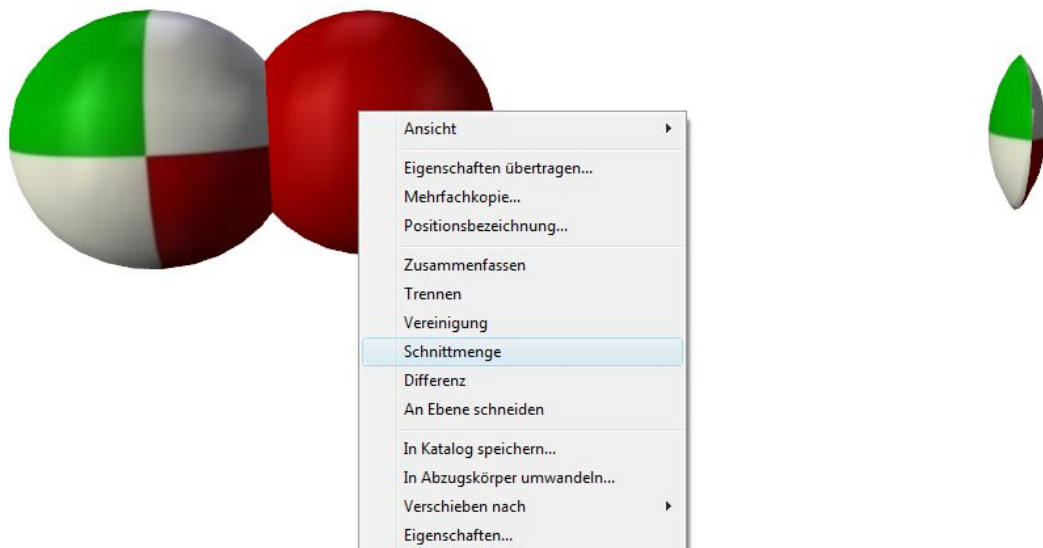 Ansicht
Eigenschaften übertragen...
Mehrfachkopie...
Positionsbezeichnung...
Zusammenfassen
Trennen
Vereinigung
Schnittmenge
Differenz
An Ebene schneiden
In Katalog speichern...
In Abzugskörper umwandeln...
Verschieben nach
Eigenschaften...